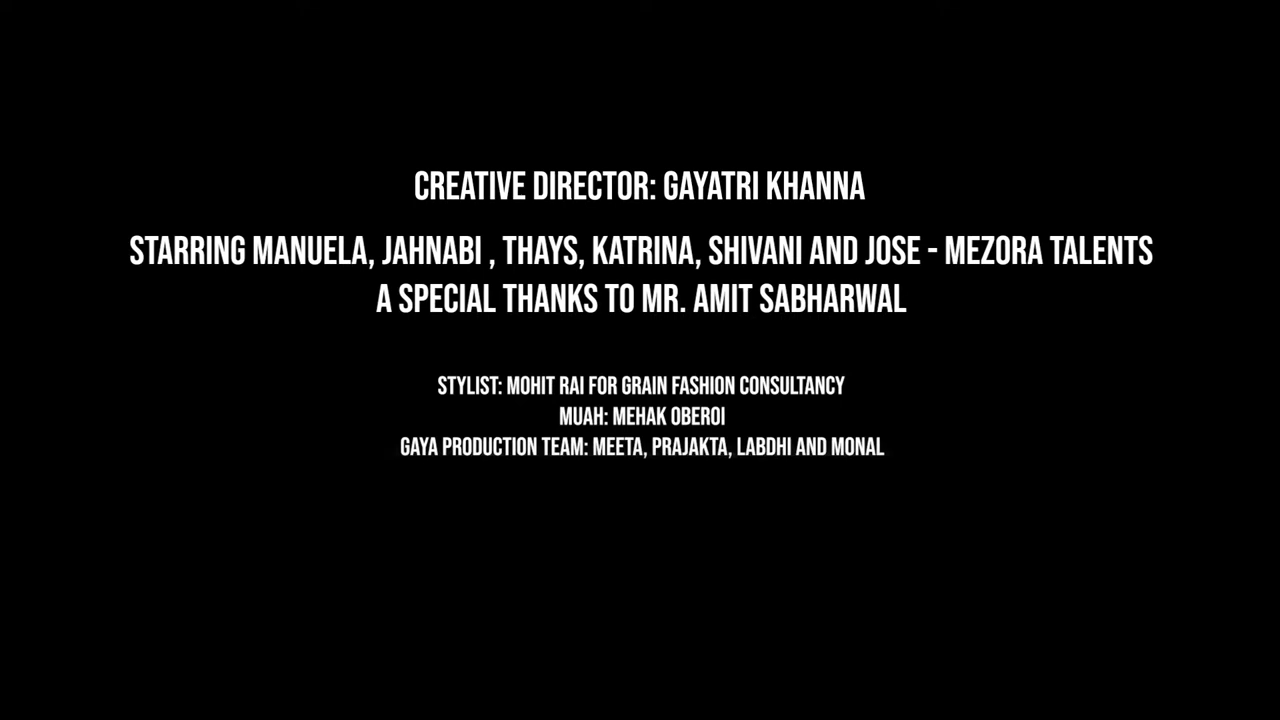 CREATIVE DIRECTOR: GAYATRI KHANNA
STARRING MANUELA, JAHNABI , THAYS, KATRINA, SHIVANI AND JOSE - MEZORA TALENTS
A SPECIAL THANKS TO MR. AMIT SABHARWAL
STYLIST: MOHIT RAI FOR GRAIN FASHION CONSULTANCY
MUAH: MEHAK OBEROI
GAYA PRODUCTION TEAM: MEETA, PRAJAKTA, LABDHI AND MONAL